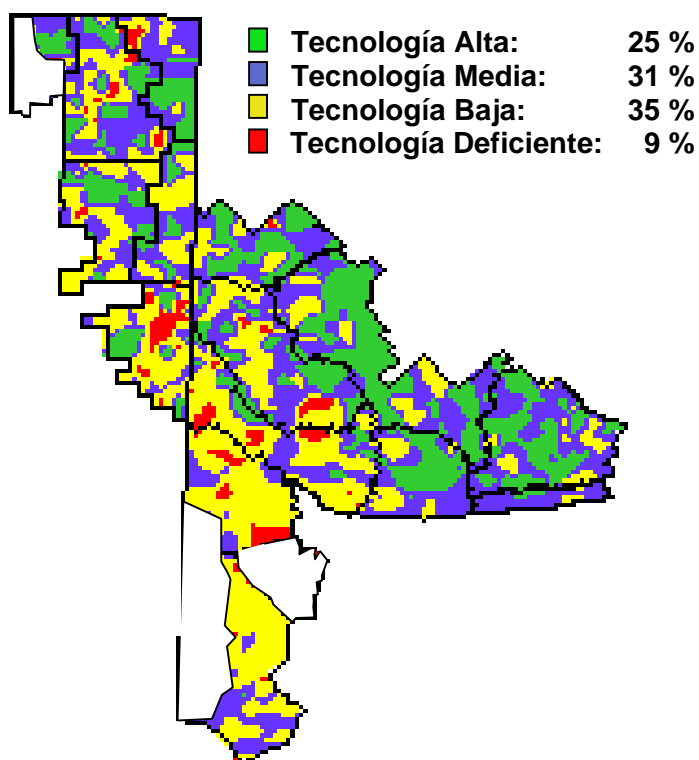 Tecnología Alta: 25 %
Tecnología Media: 31 %
Tecnología Baja: 35 %
Tecnología Deficiente: 9 %